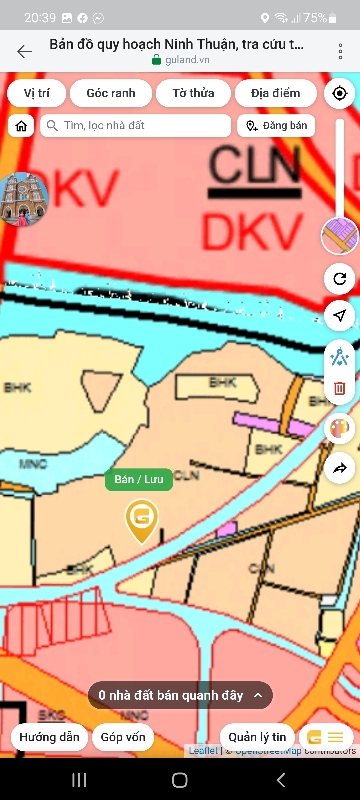 20:39
75%
Bản đồ quy hoạch Ninh Thuận, tra cứu t...
guland.vn
Vị trí
Góc ranh
Tờ thửa
Địa điểm
Tìm, lọc nhà đất
Đăng bán
DKV
CLN
DKV
BHK
BHK
BHK
MNC
Bán / Lưu
CLN
BHK
CLN
0 nhà đất bán quanh đây
MNC
Hướng dẫn
Góp vốn
Quản lý tin
Leaflet | © OpenStreetMap contributors